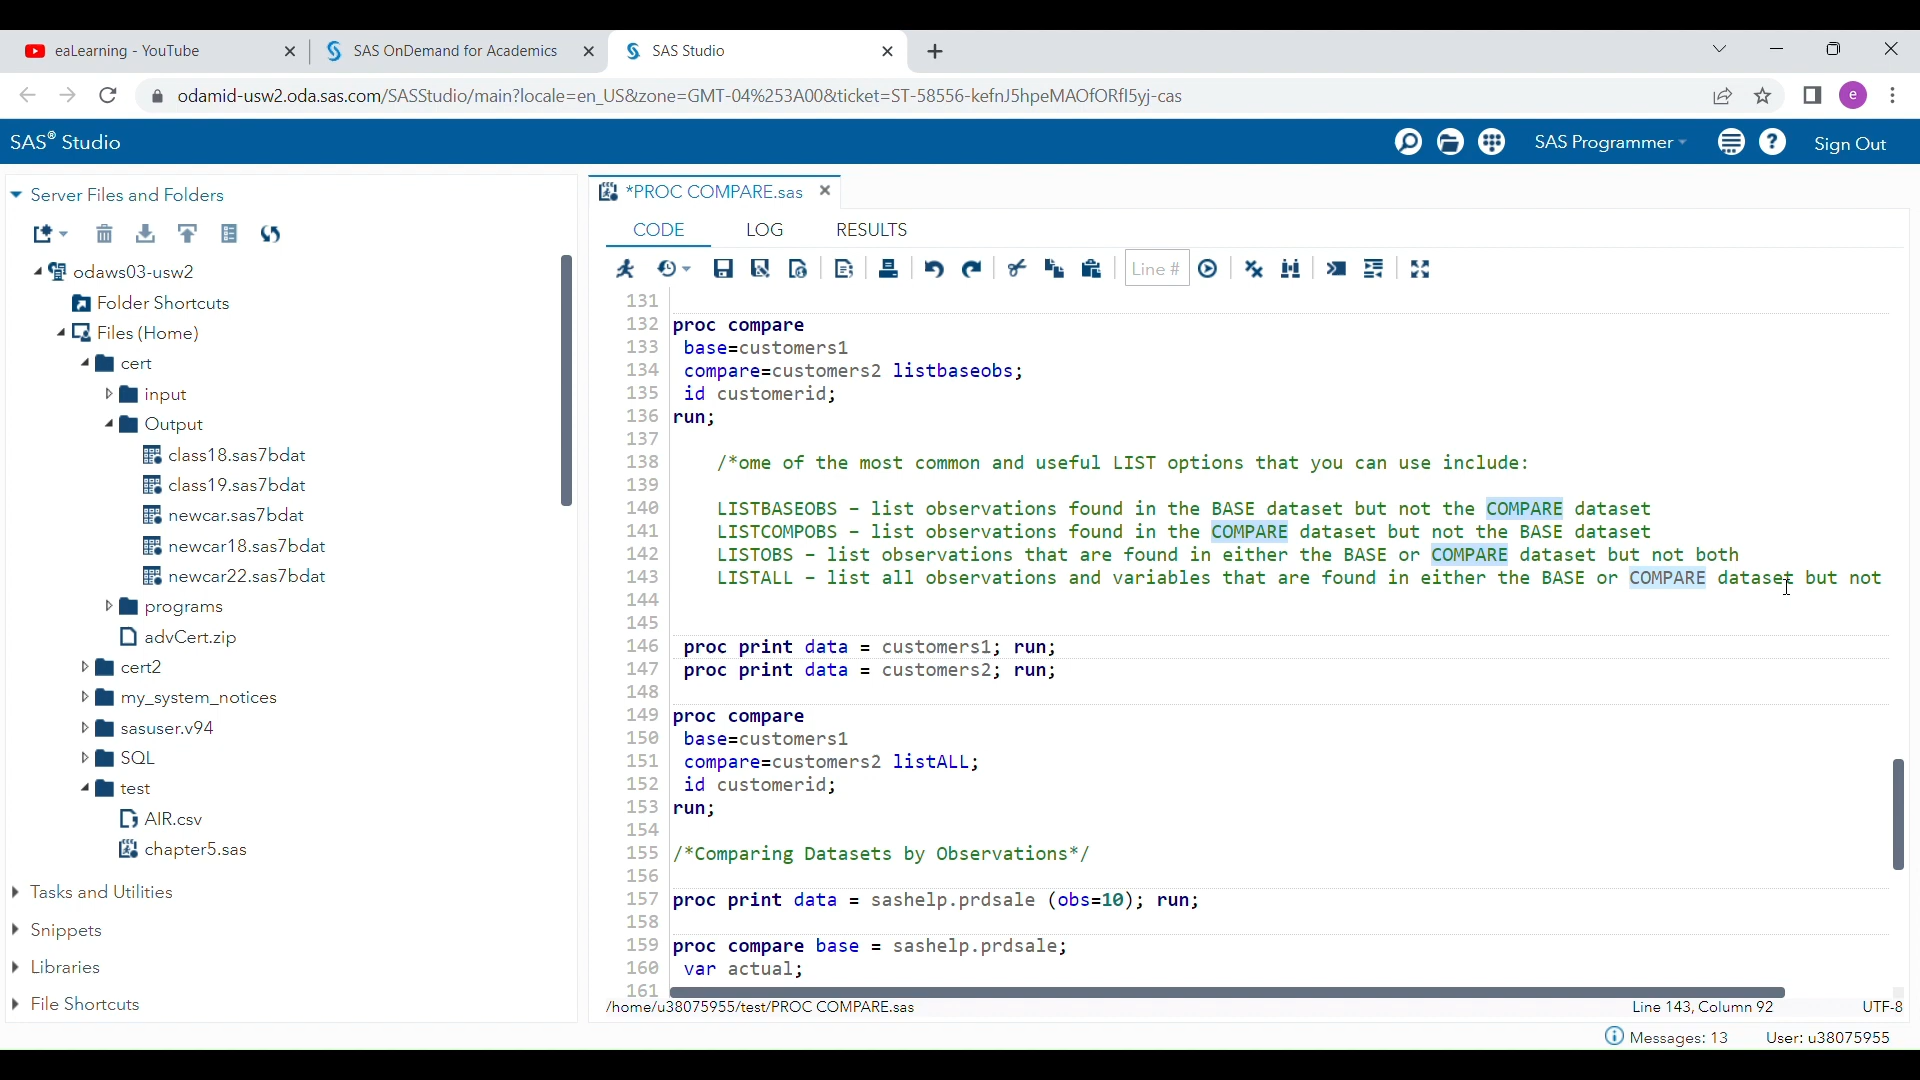 eaLearning - YouTube
SAS OnDemand for Academics
SAS Studio
odamid-usw2.oda.sas.com/SASStudio/main?locale=en_US&zone=GMT-04%253A00&ticket=ST-58556-kefnJ5hpeMAOfORfI5yj-cas
e
SAS® Studio
SAS Programmer
Sign Out
Server Files and Folders
odaws03-usw2
Folder Shortcuts
Files (Home)
cert
input
Output
class18.sas7bdat
class19.sas7bdat
newcar.sas7bdat
newcar18.sas7bdat
newcar22.sas7bdat
programs
advCert.zip
cert2
my_system_notices
sasuser.v94
SQL
test
AIR.csv
chapter5.sas
Tasks and Utilities
Snippets
Libraries
File Shortcuts
*PROC COMPARE.sas
CODE LOG RESULTS
Line #
131
132 proc compare
133 base=customers1
134 compare=customers2 listbaseobs;
135 id customerid;
136 run;
137
138 /*ome of the most common and useful LIST options that you can use include:
139
140 LISTBASEOBS – list observations found in the BASE dataset but not the COMPARE dataset
141 LISTCOMPOBS – list observations found in the COMPARE dataset but not the BASE dataset
142 LISTOBS – list observations that are found in either the BASE or COMPARE dataset but not both
143 LISTALL – list all observations and variables that are found in either the BASE or COMPARE dataset but not
144
145
146 proc print data = customers1; run;
147 proc print data = customers2; run;
148
149 proc compare
150 base=customers1
151 compare=customers2 listALL;
152 id customerid;
153 run;
154
155 /*Comparing Datasets by Observations*/
156
157 proc print data = sashelp.prdsale (obs=10); run;
158
159 proc compare base = sashelp.prdsale;
160 var actual;
161
/home/u38075955/test/PROC COMPARE.sas
Line 143, Column 92
UTF-8
Messages: 13
User: u38075955